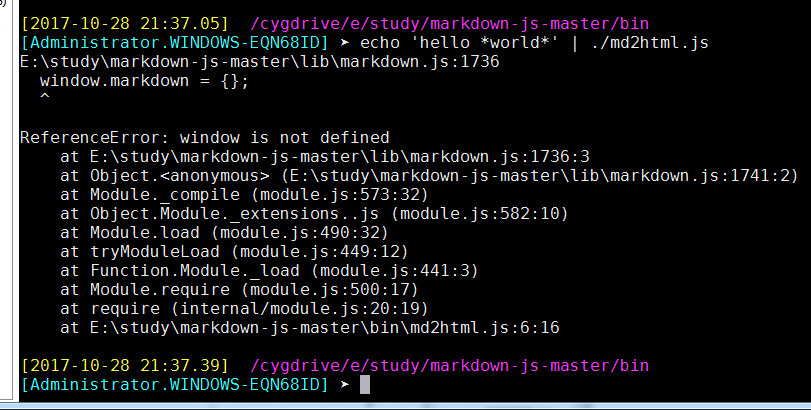 [2017-10-28 21:37.05]  /cygdrive/e/study/markdown-js-master/bin
[Administrator.WINDOWS-EQN68ID] ➤ echo 'hello *world*' | ./md2html.js
E:\study\markdown-js-master\lib\markdown.js:1736
  window.markdown = {};
  ^

ReferenceError: window is not defined
    at E:\study\markdown-js-master\lib\markdown.js:1736:3
    at Object.<anonymous> (E:\study\markdown-js-master\lib\markdown.js:1741:2)
    at Module._compile (module.js:573:32)
    at Object.Module._extensions..js (module.js:582:10)
    at Module.load (module.js:490:32)
    at tryModuleLoad (module.js:449:12)
    at Function.Module._load (module.js:441:3)
    at Module.require (module.js:500:17)
    at require (internal/module.js:20:19)
    at E:\study\markdown-js-master\bin\md2html.js:6:16

[2017-10-28 21:37.39]  /cygdrive/e/study/markdown-js-master/bin
[Administrator.WINDOWS-EQN68ID] ➤